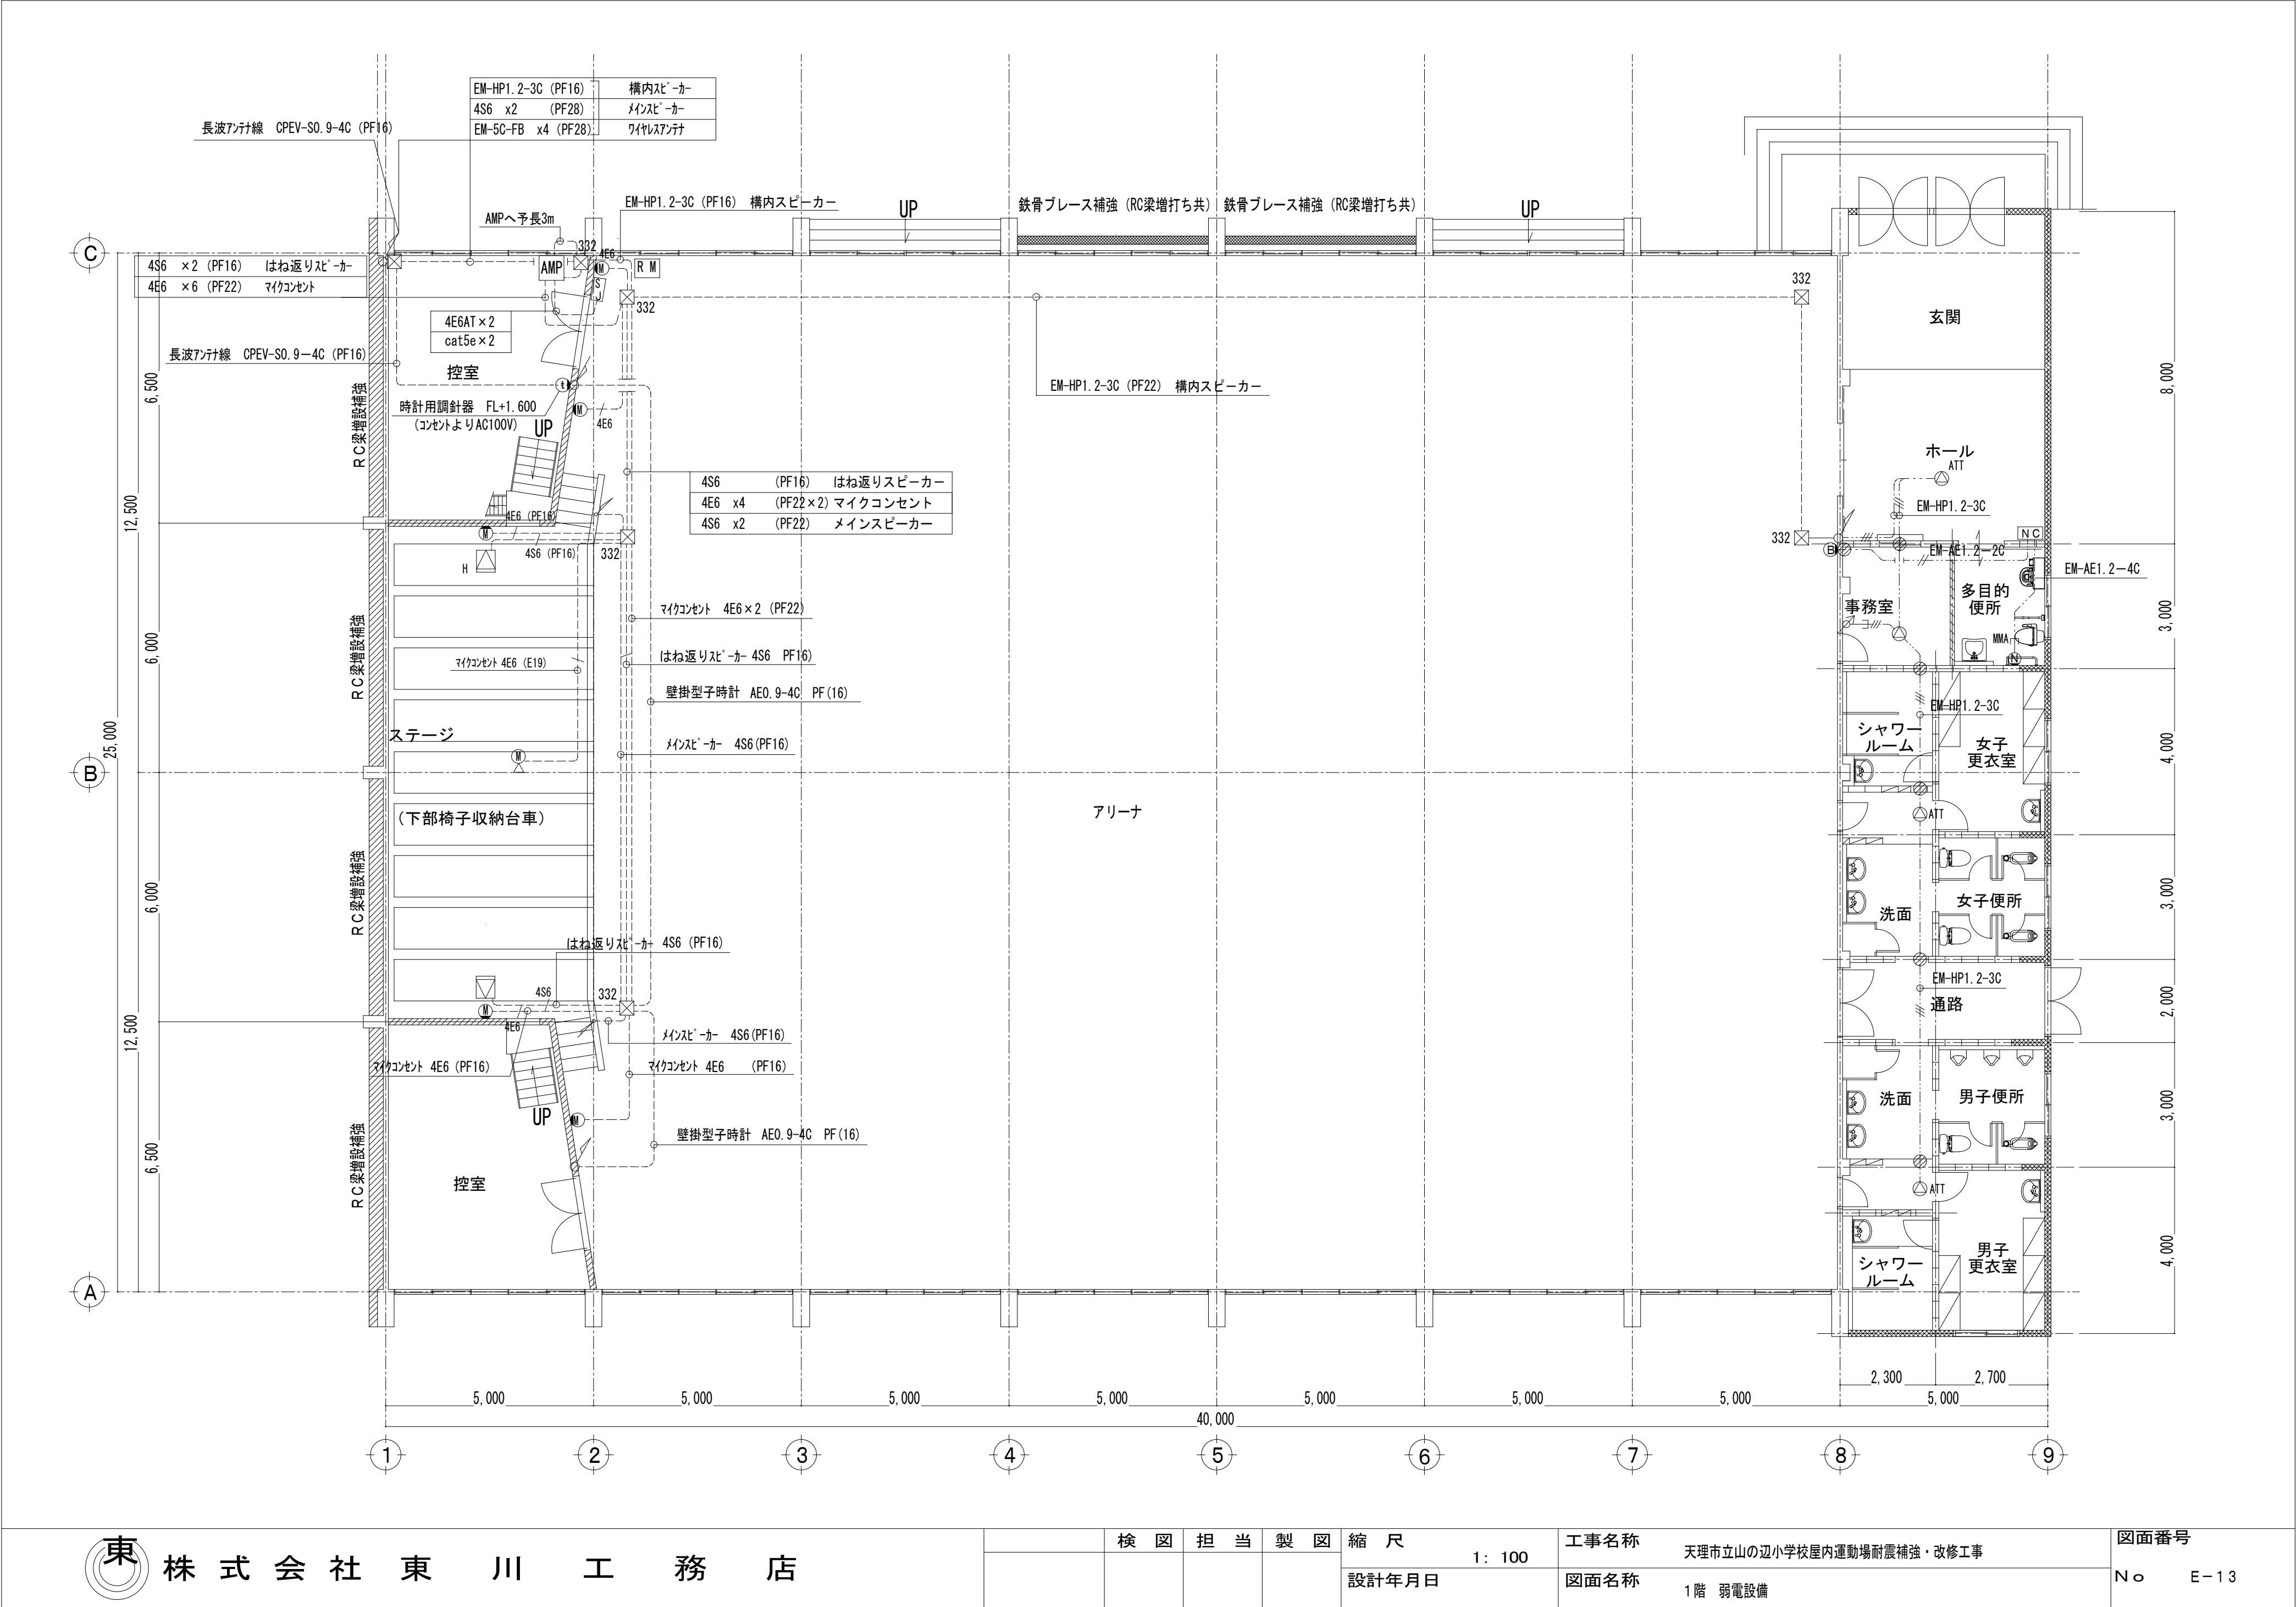 EM-HP1.2-3C (PF16) 構内ｽﾋﾟｰｶｰ
4S6 x2 (PF28) ﾒｲﾝｽﾋﾟｰｶｰ
EM-5C-FB x4 (PF28) ﾜｲﾔﾚｽｱﾝﾃﾅ
長波ｱﾝﾃﾅ線 CPEV-S0.9-4C (PF16)
AMPへ予長3m
EM-HP1.2-3C (PF16) 構内スピーカー
UP
鉄骨ブレース補強 (RC梁増打ち共)
鉄骨ブレース補強 (RC梁増打ち共)
UP
C
4S6 ×2 (PF16) はね返りｽﾋﾟｰｶｰ
4E6 ×6 (PF22) ﾏｲｸｺﾝｾﾝﾄ
332
4E6
AMP
M
R M
S
J
332
332
4E6AT×2
cat5e×2
長波ｱﾝﾃﾅ線 CPEV-S0.9－4C (PF16)
控室
t
EM-HP1.2-3C (PF22) 構内スピーカー
時計用調針器 FL+1.600
(ｺﾝｾﾝﾄよりAC100V)
M
4E6
UP
玄関
ホール
ATT
EM-HP1.2-3C
4S6 (PF16) はね返りスピーカー
4E6 x4 (PF22×2) マイクコンセント
4S6 x2 (PF22) メインスピーカー
4E6 (PF16)
M
4S6 (PF16)
H
332
332
B
N C
EM-AE1.2－2C
EM-AE1.2－4C
多目的
便所
事務室
MMA
N
ﾏｲｸｺﾝｾﾝﾄ 4E6×2 (PF22)
はね返りｽﾋﾟｰｶｰ 4S6 PF16)
ﾏｲｸｺﾝｾﾝﾄ 4E6 (E19)
壁掛型子時計 AE0.9-4C PF(16)
ﾒｲﾝｽﾋﾟｰｶｰ 4S6(PF16)
EM-HP1.2-3C
シャワー
ルーム
女子
更衣室
ステージ
M
B
(下部椅子収納台車)
アリーナ
ATT
洗面
女子便所
はね返りｽﾋﾟｰｶｰ 4S6 (PF16)
4S6
332
M
4E6
EM-HP1.2-3C
通路
ﾒｲﾝｽﾋﾟｰｶｰ 4S6(PF16)
ﾏｲｸｺﾝｾﾝﾄ 4E6 (PF16)
ﾏｲｸｺﾝｾﾝﾄ 4E6 (PF16)
UP
M
壁掛型子時計 AE0.9-4C PF(16)
洗面
男子便所
控室
ATT
シャワー
ルーム
男子
更衣室
A
RC梁増設補強
RC梁増設補強
RC梁増設補強
RC梁増設補強
6,500
6,000
6,000
6,500
12,500
12,500
25,000
8,000
3,000
4,000
3,000
2,000
3,000
4,000
2,300
2,700
5,000
5,000
5,000
5,000
5,000
5,000
5,000
5,000
40,000
1
2
3
4
5
6
7
8
9
東
株式会社東川工務店
検図
担当
製図
縮尺
1: 100
設計年月日
工事名称
天理市立山の辺小学校屋内運動場耐震補強・改修工事
図面名称
1階 弱電設備
図面番号
No E－13